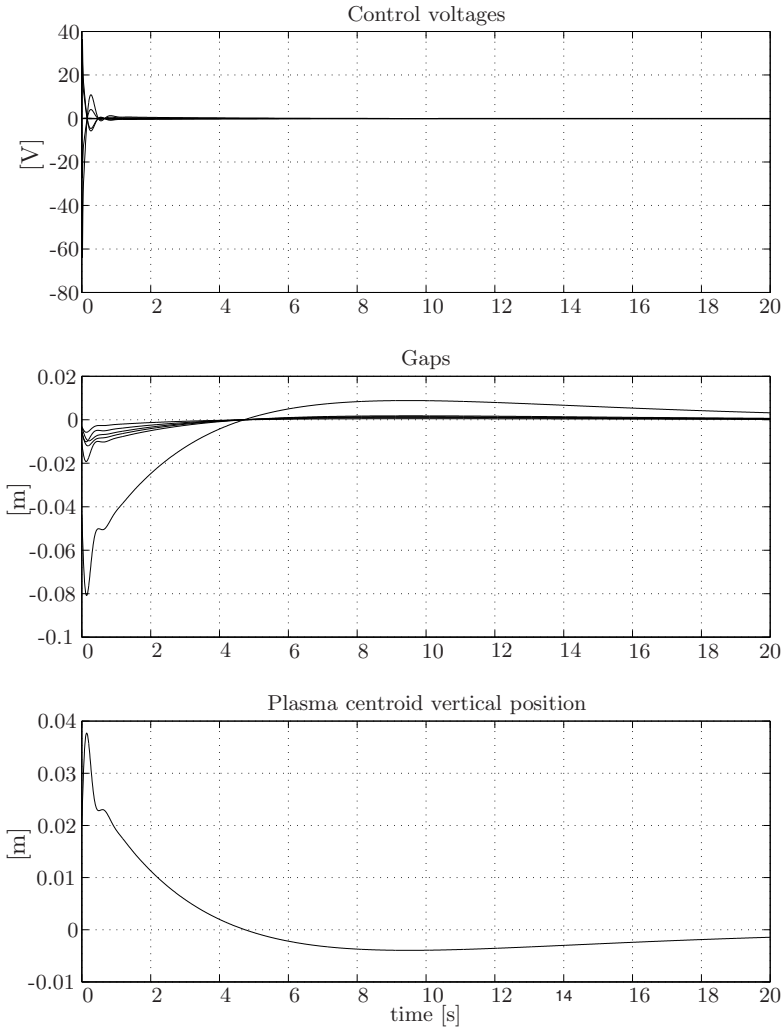 Control voltages
40
20
0
-20
-40
-60
-80
[V]
0 2 4 6 8 10 12 14 16 18 20
Gaps
0.02
0
-0.02
-0.04
-0.06
-0.08
-0.1
[m]
0 2 4 6 8 10 12 14 16 18 20
Plasma centroid vertical position
0.04
0.03
0.02
0.01
0
-0.01
[m]
0 2 4 6 8 10 12 14 16 18 20
time [s]